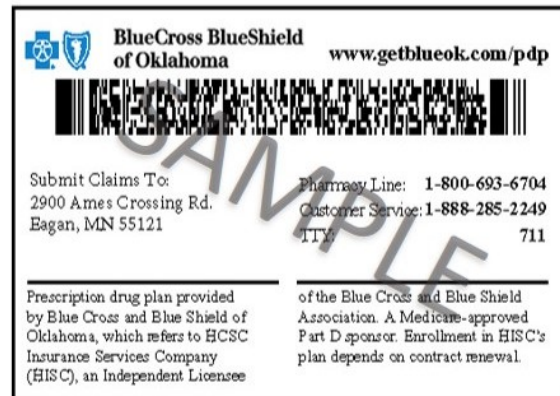 BlueCross BlueShield
of Oklahoma
www.getblueok.com/pdp
Submit Claims To:
2900 Ames Crossing Rd.
Eagan, MN 55121
Pharmacy Line: 1-800-693-6704
Customer Service: 1-888-285-2249
TTY: 711
Prescription drug plan provided
by Blue Cross and Blue Shield of
Oklahoma, which refers to HCSC
Insurance Services Company
(HISC), an Independent Licensee
of the Blue Cross and Blue Shield
Association. A Medicare-approved
Part D sponsor. Enrollment in HISC's
plan depends on contract renewal.
SAMPLE